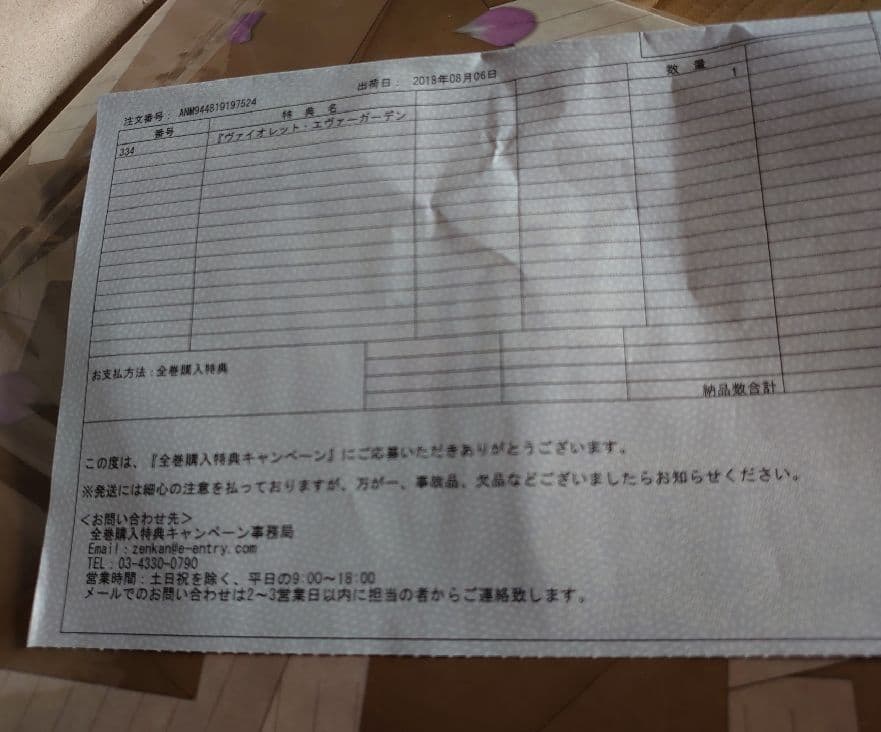 注文番号： ANM944819197524 出荷日： 2018年08月06日
番号 特典名 数量
334 『ヴァイオレット・エヴァーガーデン 1
お支払方法：全巻購入特典
納品数合計
この度は、『全巻購入特典キャンペーン』にご応募いただきありがとうございます。
※発送には細心の注意を払っておりますが、万が一、事故品、欠品などございましたらお知らせください。
＜お問い合わせ先＞
全巻購入特典キャンペーン事務局
Email：zenkan@e-entry.com
TEL：03-4330-0790
営業時間：土日祝を除く、平日の9:00～18:00
メールでのお問い合わせは2～3営業日以内に担当の者からご連絡致します。